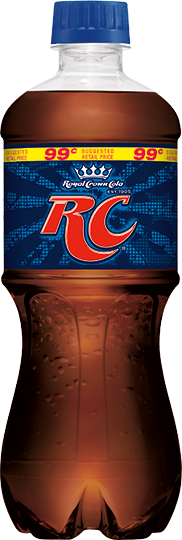 99¢ SUGGESTED RETAIL PRICE 99¢
Royal Crown Cola
EST. 1905
RC
®